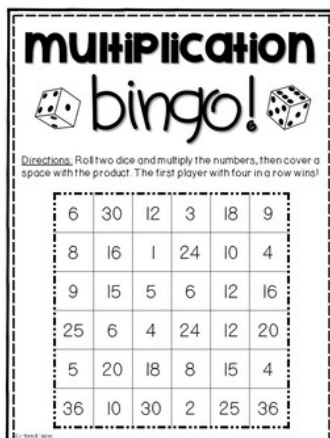 multiplication
bingo!
Directions: Roll two dice and multiply the numbers, then cover a
space with the product. The first player with four in a row wins!
6 30 12 3 18 9
8 16 1 24 10 4
9 15 5 6 12 16
25 6 4 24 12 20
5 20 18 8 15 4
36 10 30 2 25 36